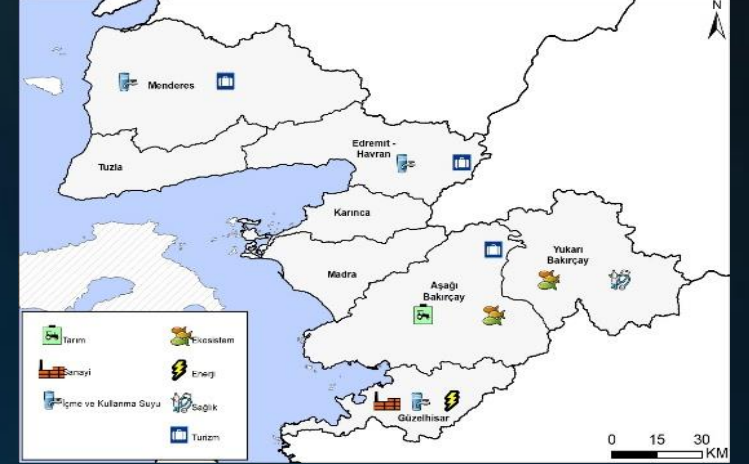 N
Menderes
Edremit -
Havran
Tuzla
Karınca
Madra
Yukarı
Bakırçay
Aşağı
Bakırçay
Güzelhisar
Tarım
Ekosistem
Sanayi
Enerji
İçme ve Kullanma Suyu
Sağlık
Turizm
0 15 30
KM